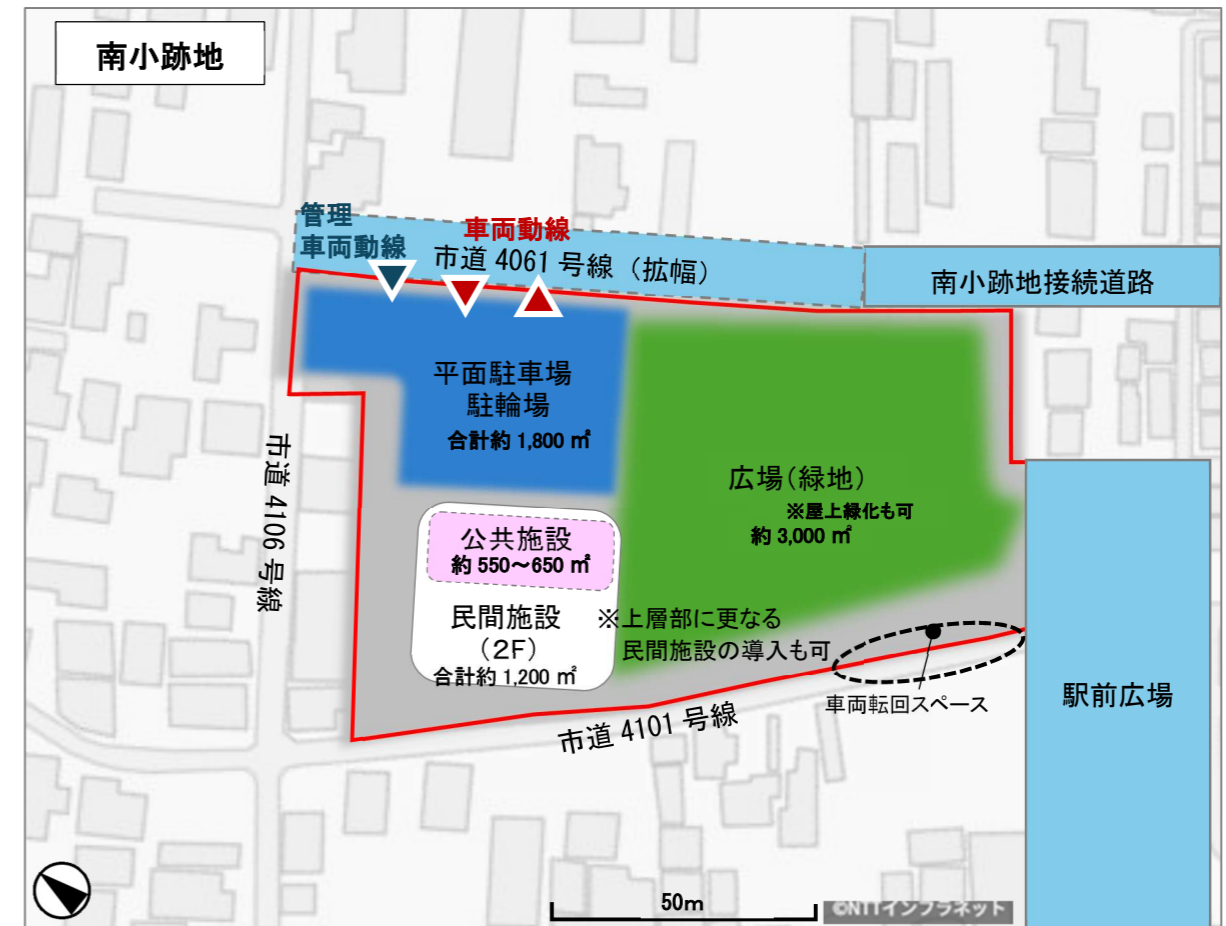 南小跡地
管理
車両動線
車両動線
市道 4061 号線（拡幅）
南小跡地接続道路
平面駐車場
駐輪場
合計約 1,800 ㎡
市道 4106 号線
広場（緑地）
※屋上緑化も可
約 3,000 ㎡
公共施設
約 550～650 ㎡
民間施設
（2F）
合計約 1,200 ㎡
※上層部に更なる
民間施設の導入も可
車両転回スペース
駅前広場
市道 4101 号線
50m
©NTTインフラネット